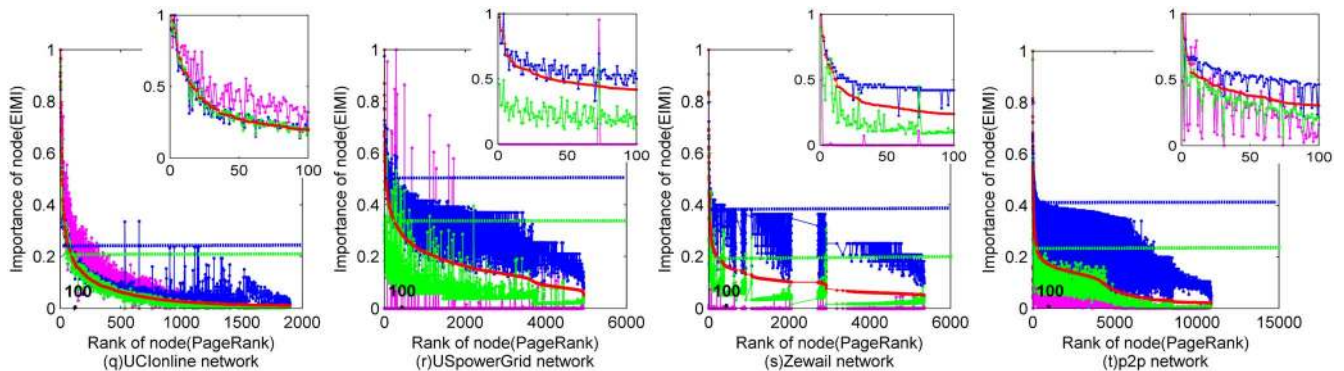 1
0.5
0
0 50 100
1
0.8
0.6
0.4
0.2
0
Importance of node(EIMI)
100
0 500 1000 1500 2000
Rank of node(PageRank)
(q)UCIonline network
1
0.5
0
0 50 100
1
0.8
0.6
0.4
0.2
0
Importance of node(EIMI)
100
0 2000 4000 6000
Rank of node(PageRank)
(r)USpowerGrid network
1
0.5
0
0 50 100
1
0.8
0.6
0.4
0.2
0
Importance of node(EIMI)
100
0 2000 4000 6000
Rank of node(PageRank)
(s)Zewail network
1
0.5
0
0 50 100
1
0.8
0.6
0.4
0.2
0
Importance of node(EIMI)
100
0 5000 10000 15000
Rank of node(PageRank)
(t)p2p network